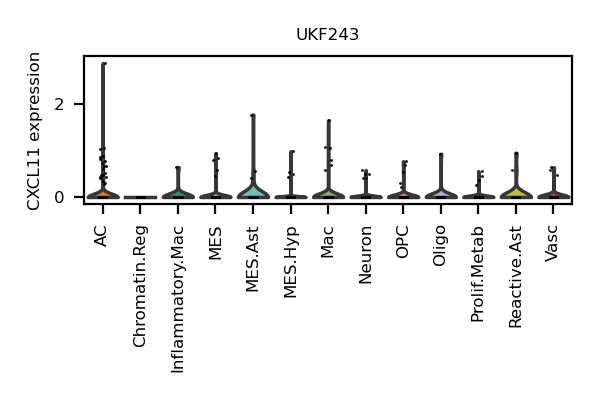 UKF243
CXCL11 expression
2
0
AC
Chromatin.Reg
Inflammatory.Mac
MES
MES.Ast
MES.Hyp
Mac
Neuron
OPC
Oligo
Prolif.Metab
Reactive.Ast
Vasc